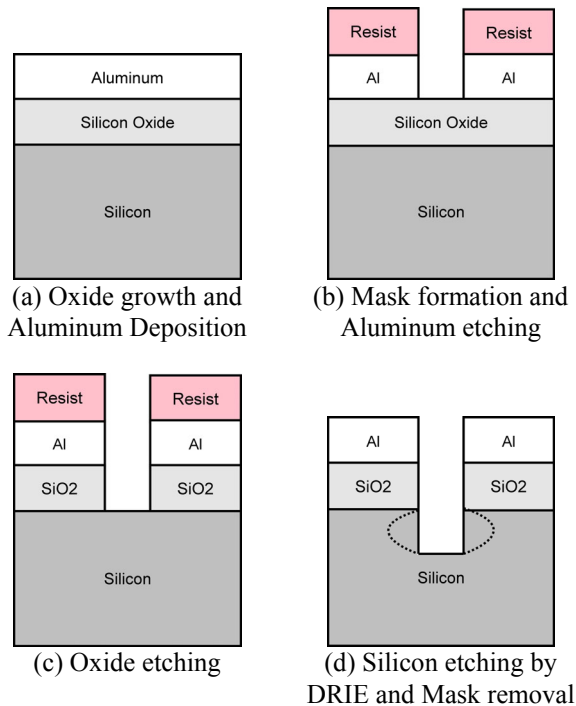 Aluminum
Silicon Oxide
Silicon
(a) Oxide growth and
Aluminum Deposition
Resist Resist
Al Al
Silicon Oxide
Silicon
(b) Mask formation and
Aluminum etching
Resist Resist
Al Al
SiO2 SiO2
Silicon
(c) Oxide etching
Al Al
SiO2 SiO2
Silicon
(d) Silicon etching by
DRIE and Mask removal